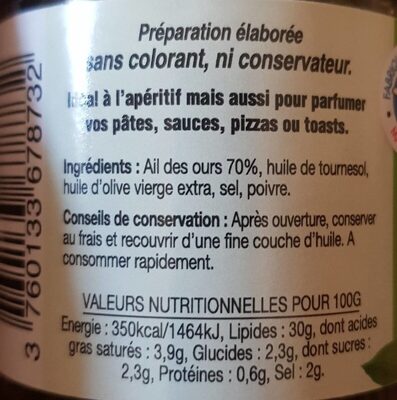 Préparation élaborée
sans colorant, ni conservateur.
Idéal à l'apéritif mais aussi pour parfumer
vos pâtes, sauces, pizzas ou toasts.
Ingrédients : Ail des ours 70%, huile de tournesol,
huile d'olive vierge extra, sel, poivre.
Conseils de conservation : Après ouverture, conserver
au frais et recouvrir d'une fine couche d'huile. A
consommer rapidement.
VALEURS NUTRITIONNELLES POUR 100G
Energie : 350kcal/1464kJ, Lipides : 30g, dont acides
gras saturés : 3,9g, Glucides : 2,3g, dont sucres :
2,3g, Protéines : 0,6g, Sel : 2g.
3 760133 678732